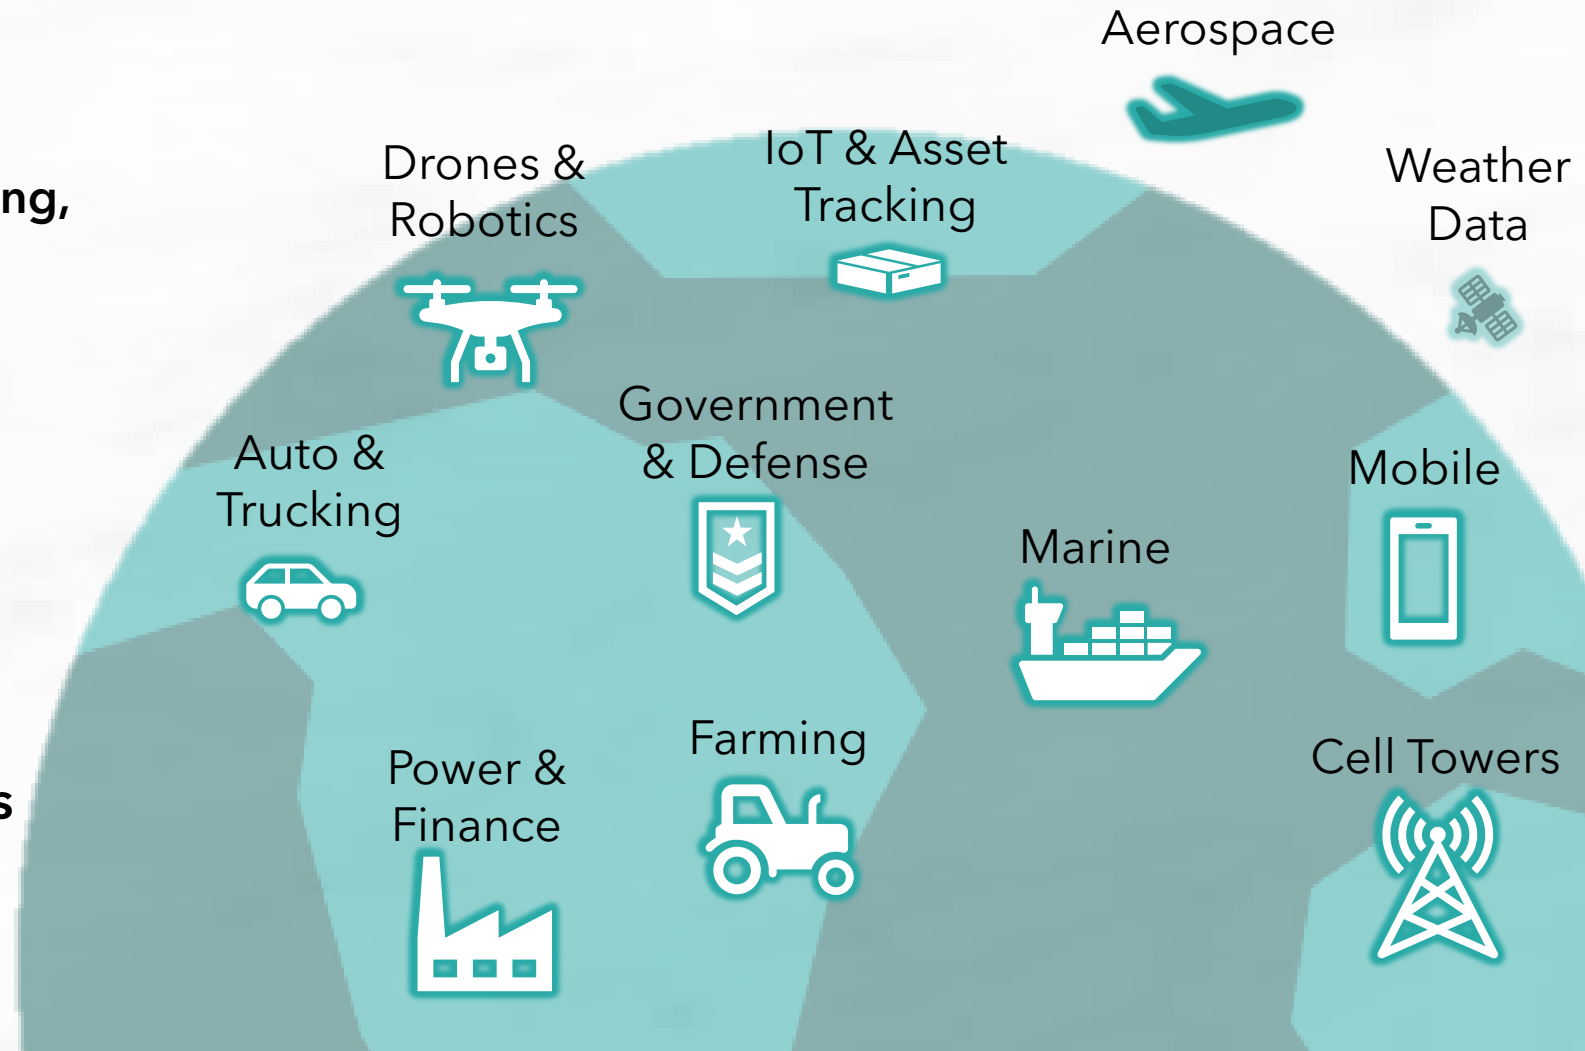 Aerospace
Drones &
Robotics
IoT & Asset
Tracking
Weather
Data
ng,
Auto &
Trucking
Government
& Defense
Mobile
Marine
Power &
Finance
Farming
Cell Towers
s